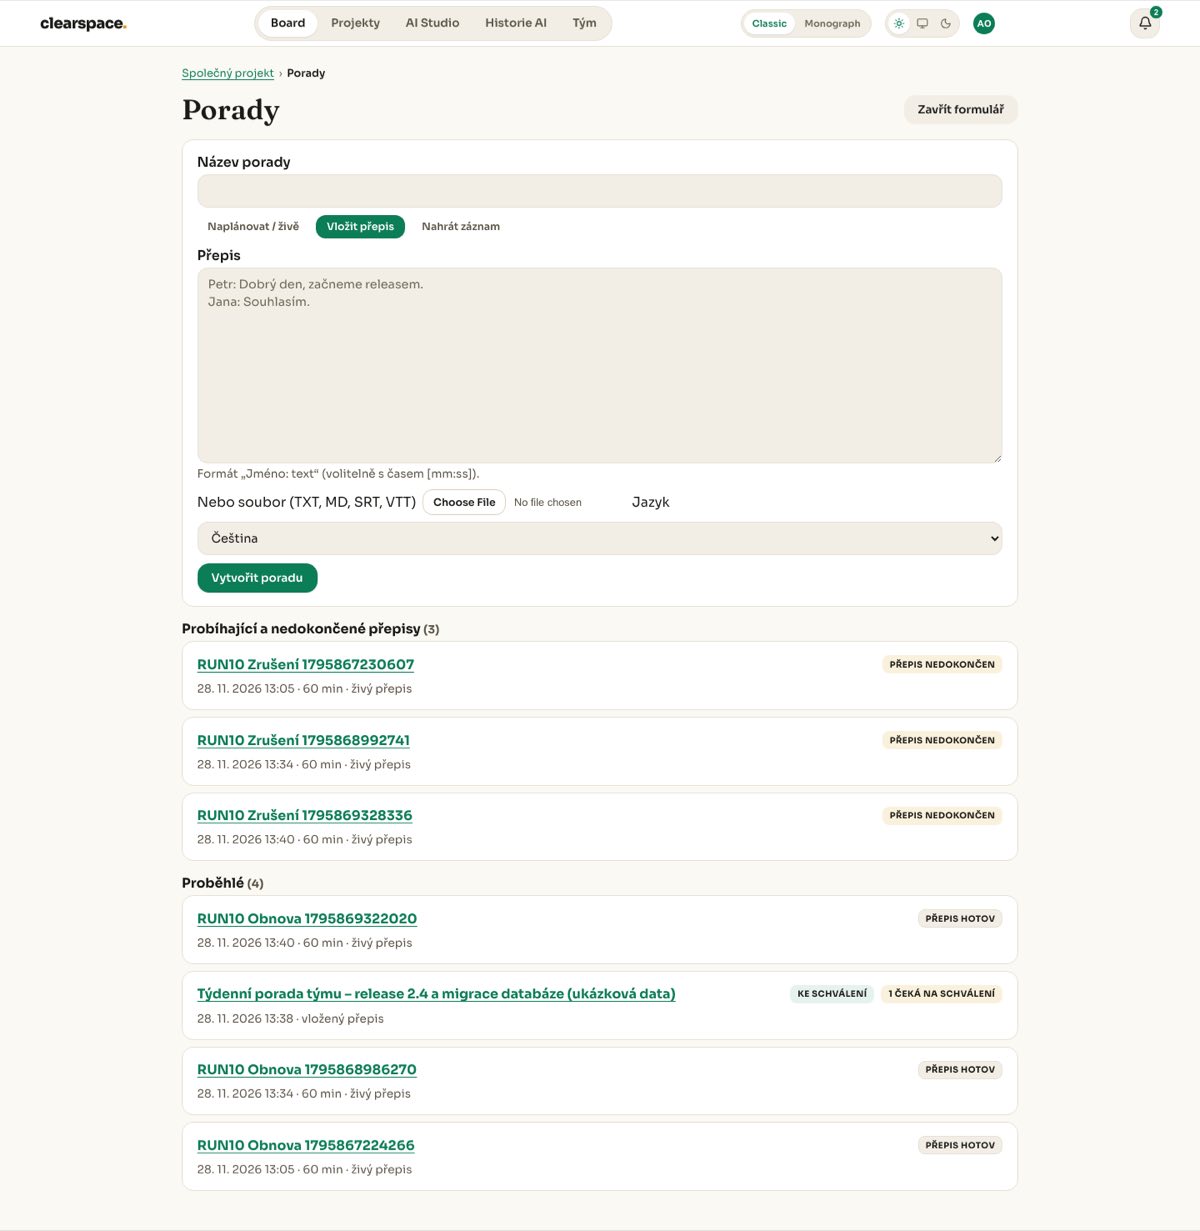 clearspace.
Board Projekty AI Studio Historie AI Tým
Classic Monograph
AO
2
Společný projekt › Porady
Porady
Zavřít formulář
Název porady
Naplánovat / živě Vložit přepis Nahrát záznam
Přepis
Petr: Dobrý den, začneme releasem.
Jana: Souhlasím.
Formát „Jméno: text“ (volitelně s časem [mm:ss]).
Nebo soubor (TXT, MD, SRT, VTT) Choose File No file chosen Jazyk
Čeština
Vytvořit poradu
Probíhající a nedokončené přepisy (3)
RUN10 Zrušení 1795867230607 PŘEPIS NEDOKONČEN
28. 11. 2026 13:05 · 60 min · živý přepis
RUN10 Zrušení 1795868992741 PŘEPIS NEDOKONČEN
28. 11. 2026 13:34 · 60 min · živý přepis
RUN10 Zrušení 1795869328336 PŘEPIS NEDOKONČEN
28. 11. 2026 13:40 · 60 min · živý přepis
Proběhlé (4)
RUN10 Obnova 1795869322020 PŘEPIS HOTOV
28. 11. 2026 13:40 · 60 min · živý přepis
Týdenní porada týmu – release 2.4 a migrace databáze (ukázková data) KE SCHVÁLENÍ 1 ČEKÁ NA SCHVÁLENÍ
28. 11. 2026 13:38 · vložený přepis
RUN10 Obnova 1795868986270 PŘEPIS HOTOV
28. 11. 2026 13:34 · 60 min · živý přepis
RUN10 Obnova 1795867224266 PŘEPIS HOTOV
28. 11. 2026 13:05 · 60 min · živý přepis